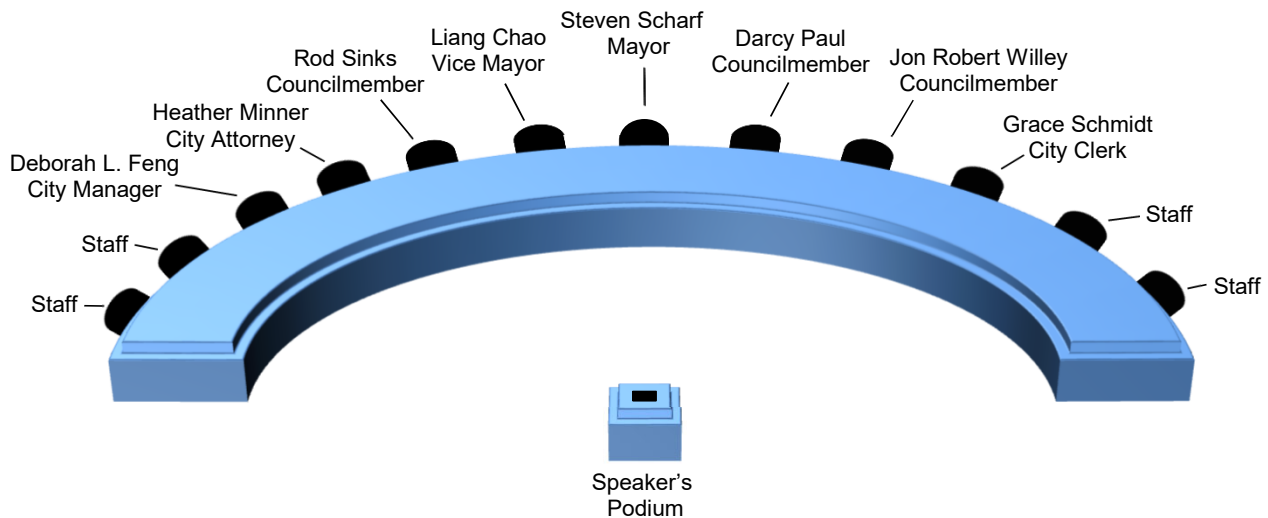 Steven Scharf
Mayor
Liang Chao
Vice Mayor
Darcy Paul
Councilmember
Rod Sinks
Councilmember
Jon Robert Willey
Councilmember
Heather Minner
City Attorney
Grace Schmidt
City Clerk
Deborah L. Feng
City Manager
Staff
Staff
Staff
Staff
Speaker’s
Podium